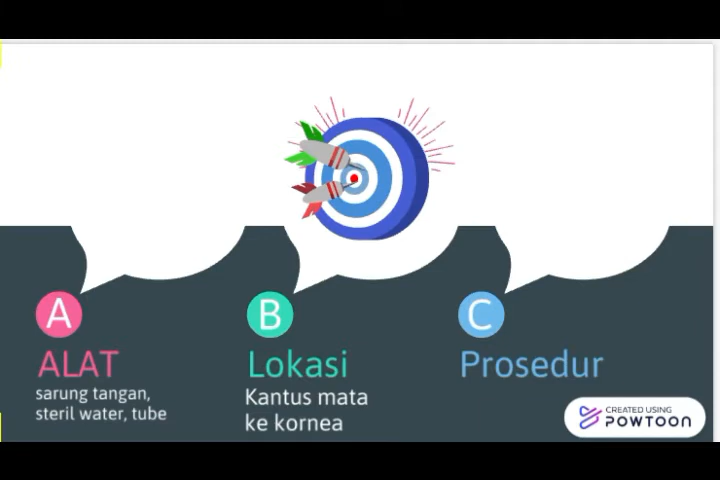 A
ALAT
sarung tangan,
steril water, tube
B
Lokasi
Kantus mata
ke kornea
C
Prosedur
CREATED USING
POWTOON